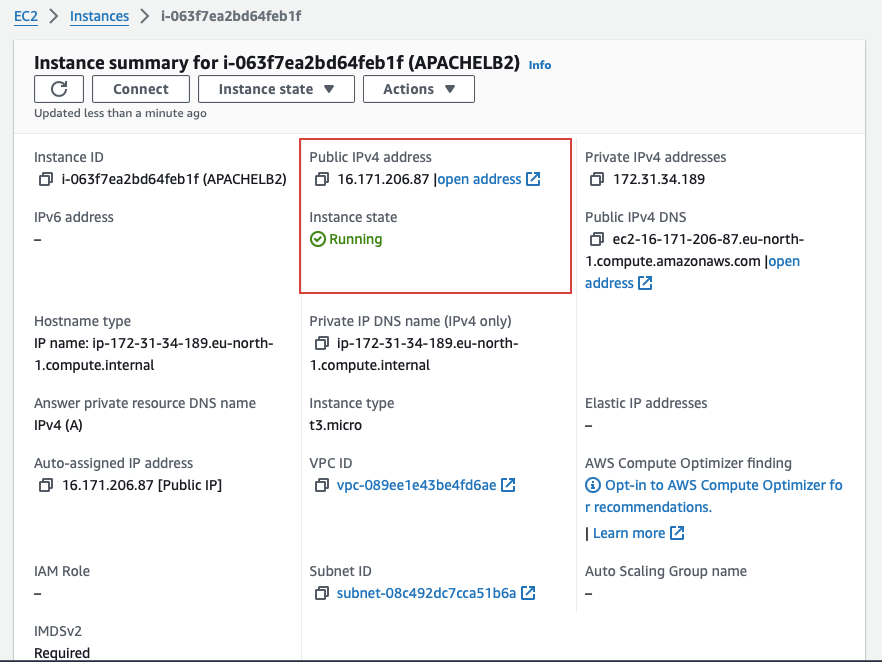 EC2 > Instances > i-063f7ea2bd64feb1f
Instance summary for i-063f7ea2bd64feb1f (APACHELB2) Info
Connect Instance state ▼ Actions ▼
Updated less than a minute ago
Instance ID
i-063f7ea2bd64feb1f (APACHELB2)
Public IPv4 address
16.171.206.87 |open address
Private IPv4 addresses
172.31.34.189
IPv6 address
–
Instance state
Running
Public IPv4 DNS
ec2-16-171-206-87.eu-north-
1.compute.amazonaws.com |open
address
Hostname type
IP name: ip-172-31-34-189.eu-north-
1.compute.internal
Private IP DNS name (IPv4 only)
ip-172-31-34-189.eu-north-
1.compute.internal
Answer private resource DNS name
IPv4 (A)
Instance type
t3.micro
Elastic IP addresses
–
Auto-assigned IP address
16.171.206.87 [Public IP]
VPC ID
vpc-089ee1e43be4fd6ae
AWS Compute Optimizer finding
Opt-in to AWS Compute Optimizer fo
r recommendations.
| Learn more
IAM Role
–
Subnet ID
subnet-08c492dc7cca51b6a
Auto Scaling Group name
–
IMDSv2
Required